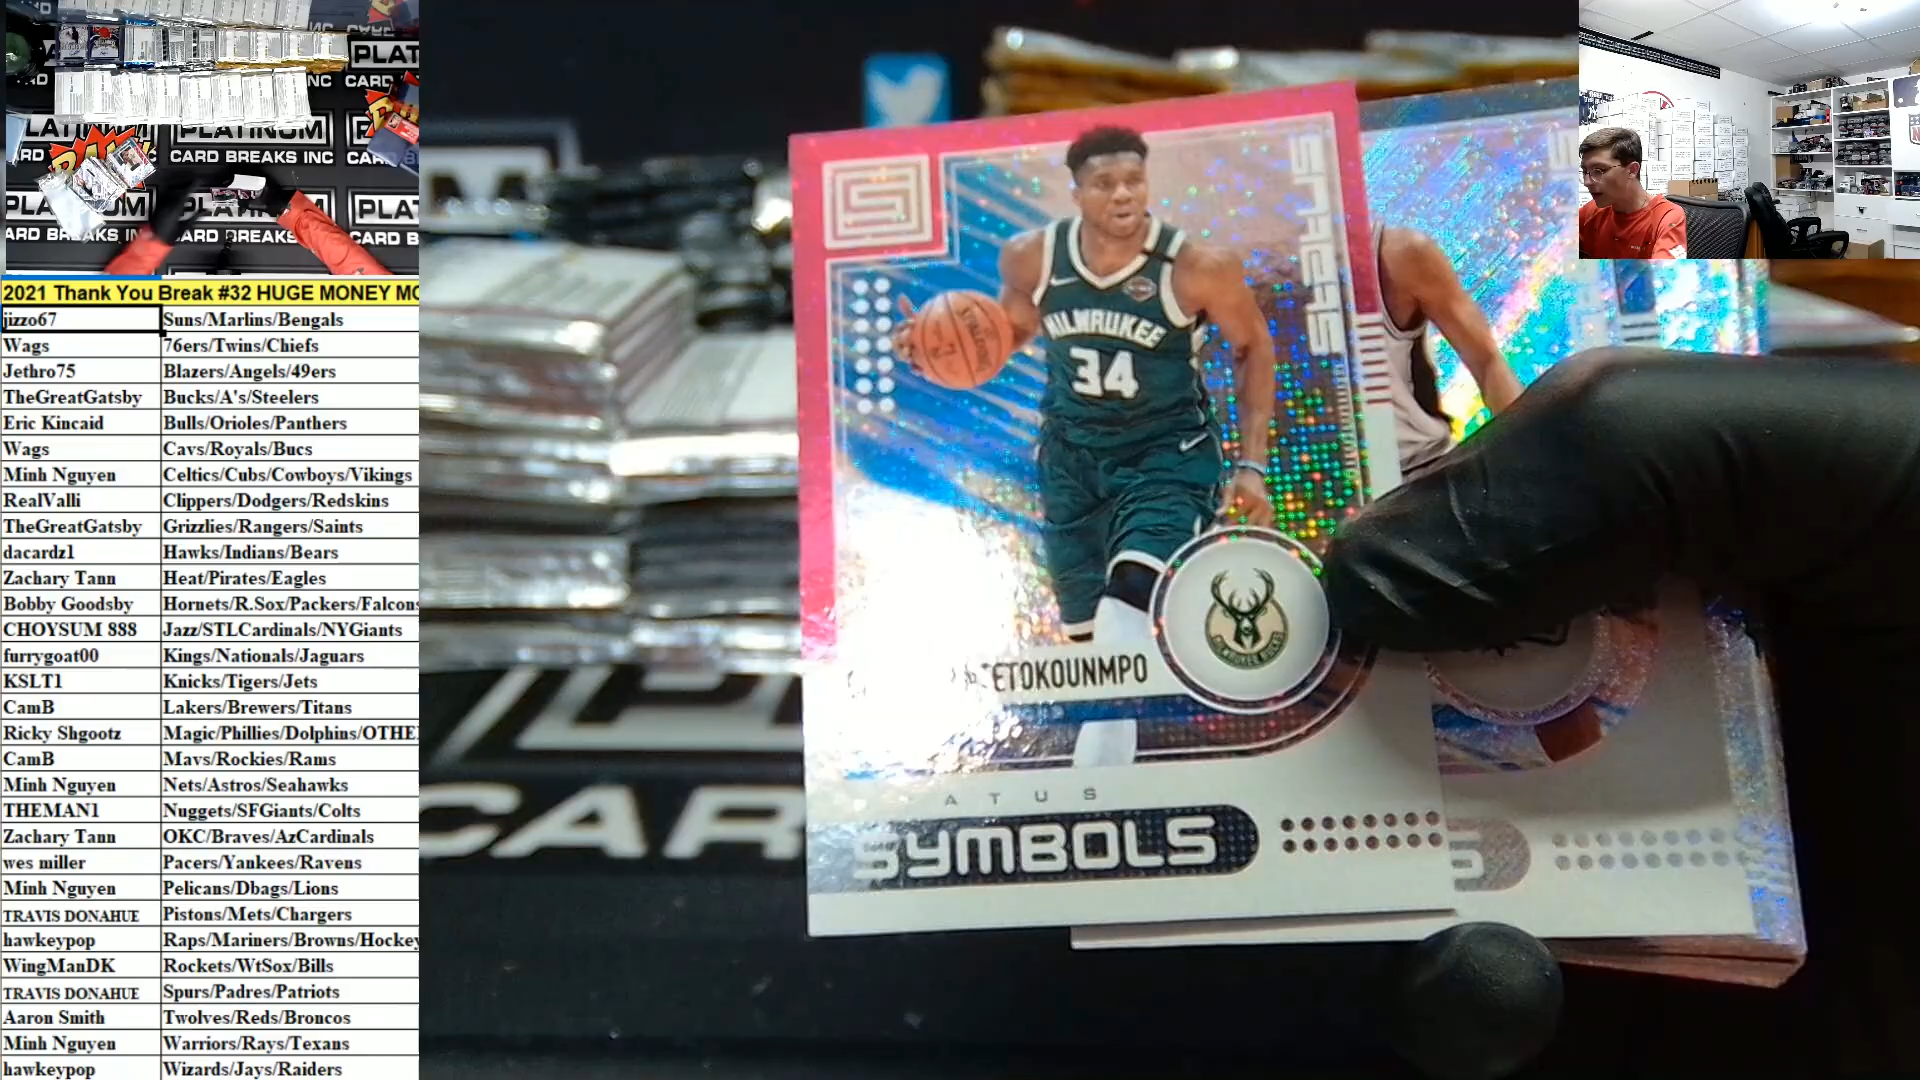 PLAT
INC CARD
CARD BREAKS INC
PLATINUM
CARD BREAKS INC
PLATINUM
PLAT
CARD BREAKS
CARD B
2021 Thank You Break #32 HUGE MONEY MO
jizzo67 Suns/Marlins/Bengals
Wags 76ers/Twins/Chiefs
Jethro75 Blazers/Angels/49ers
TheGreatGatsby Bucks/A's/Steelers
Eric Kincaid Bulls/Orioles/Panthers
Wags Cavs/Royals/Bucs
Minh Nguyen Celtics/Cubs/Cowboys/Vikings
RealValli Clippers/Dodgers/Redskins
TheGreatGatsby Grizzlies/Rangers/Saints
dacardz1 Hawks/Indians/Bears
Zachary Tann Heat/Pirates/Eagles
Bobby Goodsby Hornets/R.Sox/Packers/Falcons
CHOYSUM 888 Jazz/STLCardinals/NYGiants
furrygoat00 Kings/Nationals/Jaguars
KSLT1 Knicks/Tigers/Jets
CamB Lakers/Brewers/Titans
Ricky Shgootz Magic/Phillies/Dolphins/OTHE
CamB Mavs/Rockies/Rams
Minh Nguyen Nets/Astros/Seahawks
THEMAN1 Nuggets/SFGiants/Colts
Zachary Tann OKC/Braves/AzCardinals
wes miller Pacers/Yankees/Ravens
Minh Nguyen Pelicans/Dbags/Lions
TRAVIS DONAHUE Pistons/Mets/Chargers
hawkeypop Raps/Mariners/Browns/Hockey
WingManDK Rockets/WtSox/Bills
TRAVIS DONAHUE Spurs/Padres/Patriots
Aaron Smith Twolves/Reds/Broncos
Minh Nguyen Warriors/Rays/Texans
hawkeypop Wizards/Jays/Raiders
STATUS
SPALDING
MILWAUKEE
34
ETOKOUNMPO
MILWAUKEE BUCKS
ATUS
SYMBOLS
CAR